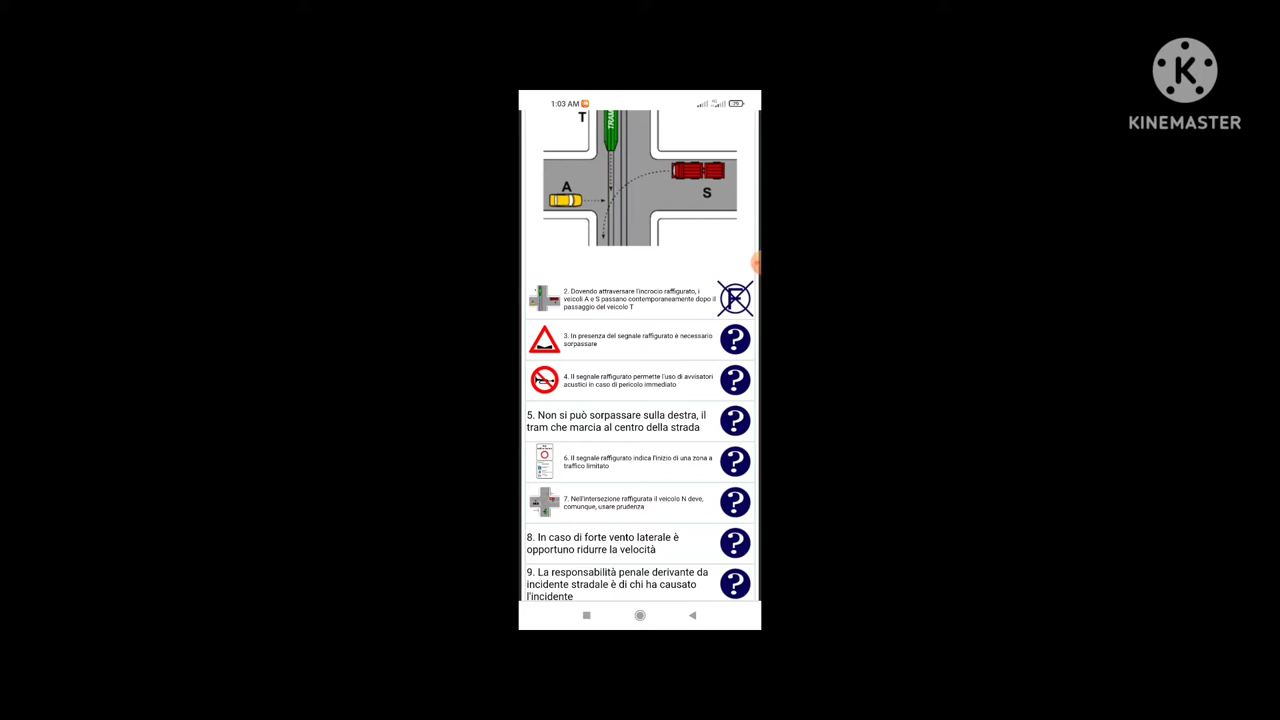 K
KINEMASTER
1:03 AM
29
T
TRAM
A
S
2. Dovendo attraversare l'incrocio raffigurato, i
veicoli A e S passano contemporaneamente dopo il
passaggio del veicolo T
F
3. In presenza del segnale raffigurato è necessario
sorpassare
?
4. Il segnale raffigurato permette l'uso di avvisatori
acustici in caso di pericolo immediato
?
5. Non si può sorpassare sulla destra, il
tram che marcia al centro della strada
?
6. Il segnale raffigurato indica l'inizio di una zona a
traffico limitato
?
7. Nell'intersezione raffigurata il veicolo N deve,
comunque, usare prudenza
?
8. In caso di forte vento laterale è
opportuno ridurre la velocità
?
9. La responsabilità penale derivante da
incidente stradale è di chi ha causato
l'incidente
?